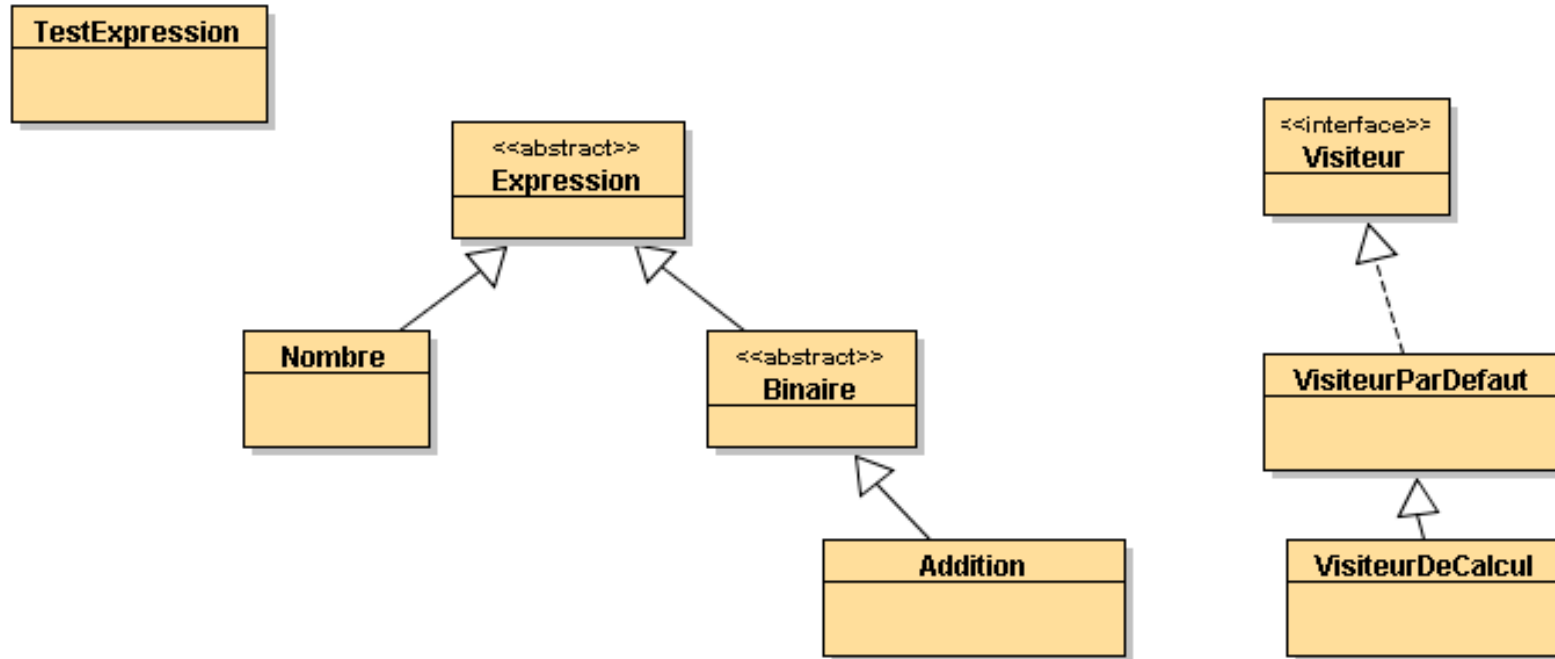 TestExpression
<<abstract>>
Expression
<<interface>>
Visiteur
Nombre
<<abstract>>
Binaire
VisiteurParDefaut
Addition
VisiteurDeCalcul